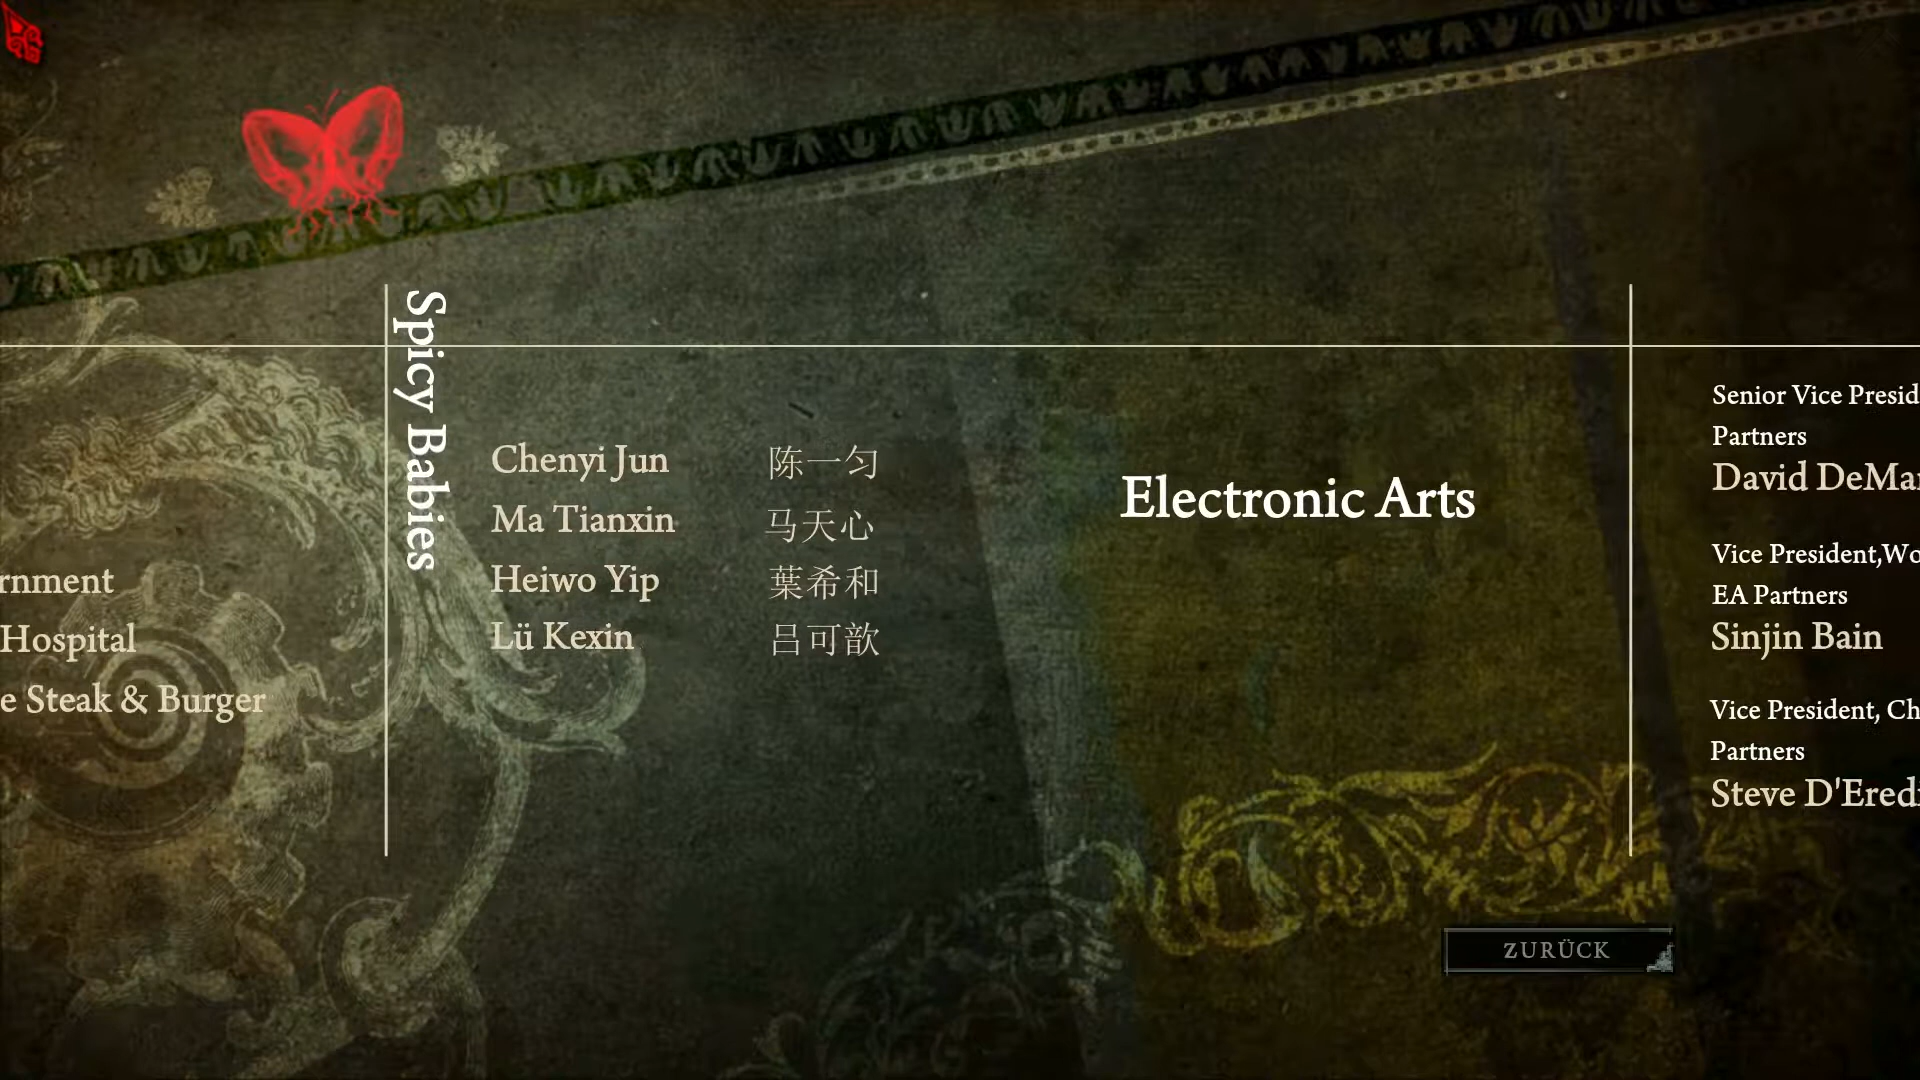 rnment
Hospital
e Steak & Burger
Spicy Babies
Chenyi Jun 陈一匀
Ma Tianxin 马天心
Heiwo Yip 葉希和
Lü Kexin 吕可歆
Electronic Arts
Senior Vice Presid
Partners
David DeMar
Vice President,Wo
EA Partners
Sinjin Bain
Vice President, Ch
Partners
Steve D'Eredi
ZURÜCK